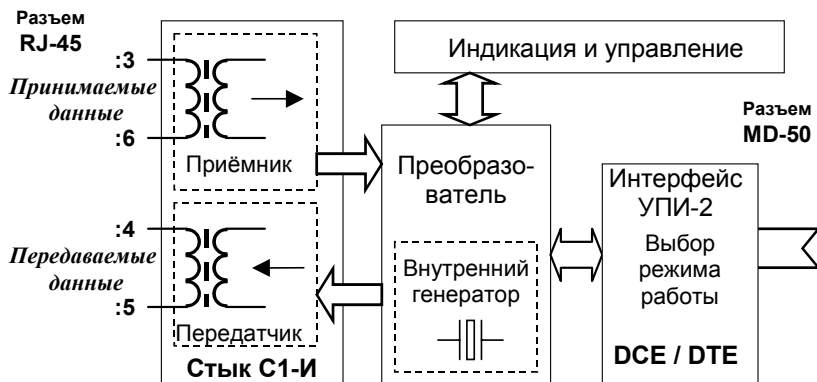 Разъем
RJ-45
:3
Принимаемые
данные
:6
Приёмник
:4
Передаваемые
данные
:5
Передатчик
Стык С1-И
Индикация и управление
Преобразо-
ватель
Внутренний
генератор
Разъем
MD-50
Интерфейс
УПИ-2
Выбор
режима
работы
DCE / DTE